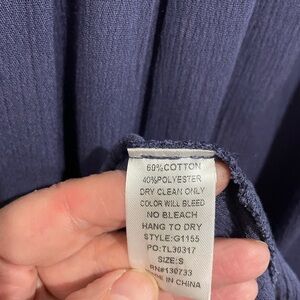 60%COTTON
40%POLYESTER
DRY CLEAN ONLY
COLOR WILL BLEED
NO BLEACH
HANG TO DRY
STYLE:G1155
PO:TL30317
SIZE:S
RN#130733
MADE IN CHINA